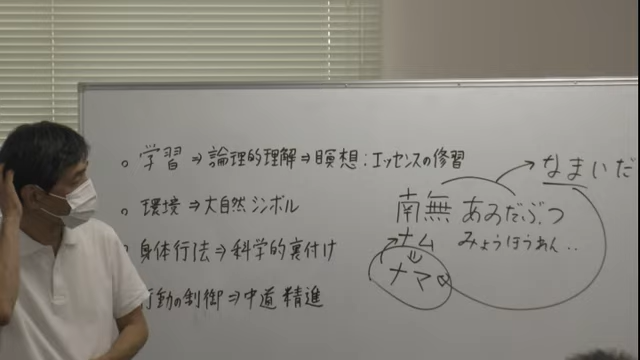 。学習⇒論理的理解⇒瞑想:エッセンスの修習
。環境⇒大自然シンボル
。身体行法⇒科学的裏付け
行動の制御⇒中道 精進
→なまいだ
南無 あみだぶつ
ナム みょうほうれん..
⇓
ナマ